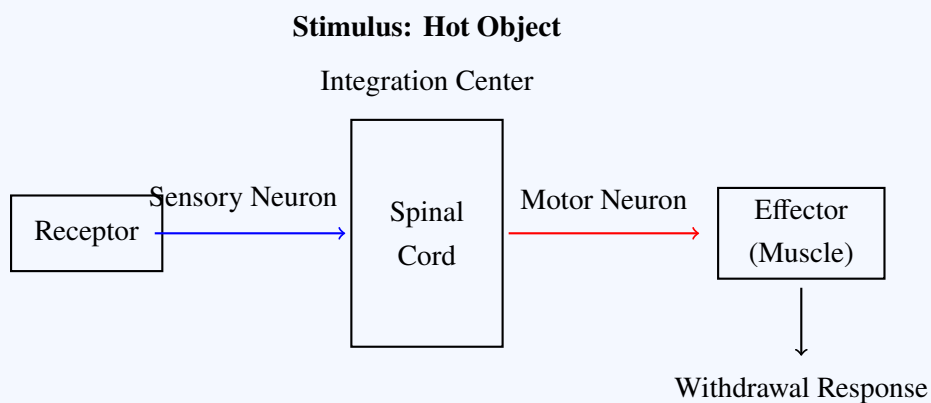 Stimulus: Hot Object
Integration Center
Sensory Neuron
Motor Neuron
Receptor
Spinal
Cord
Effector
(Muscle)
Withdrawal Response